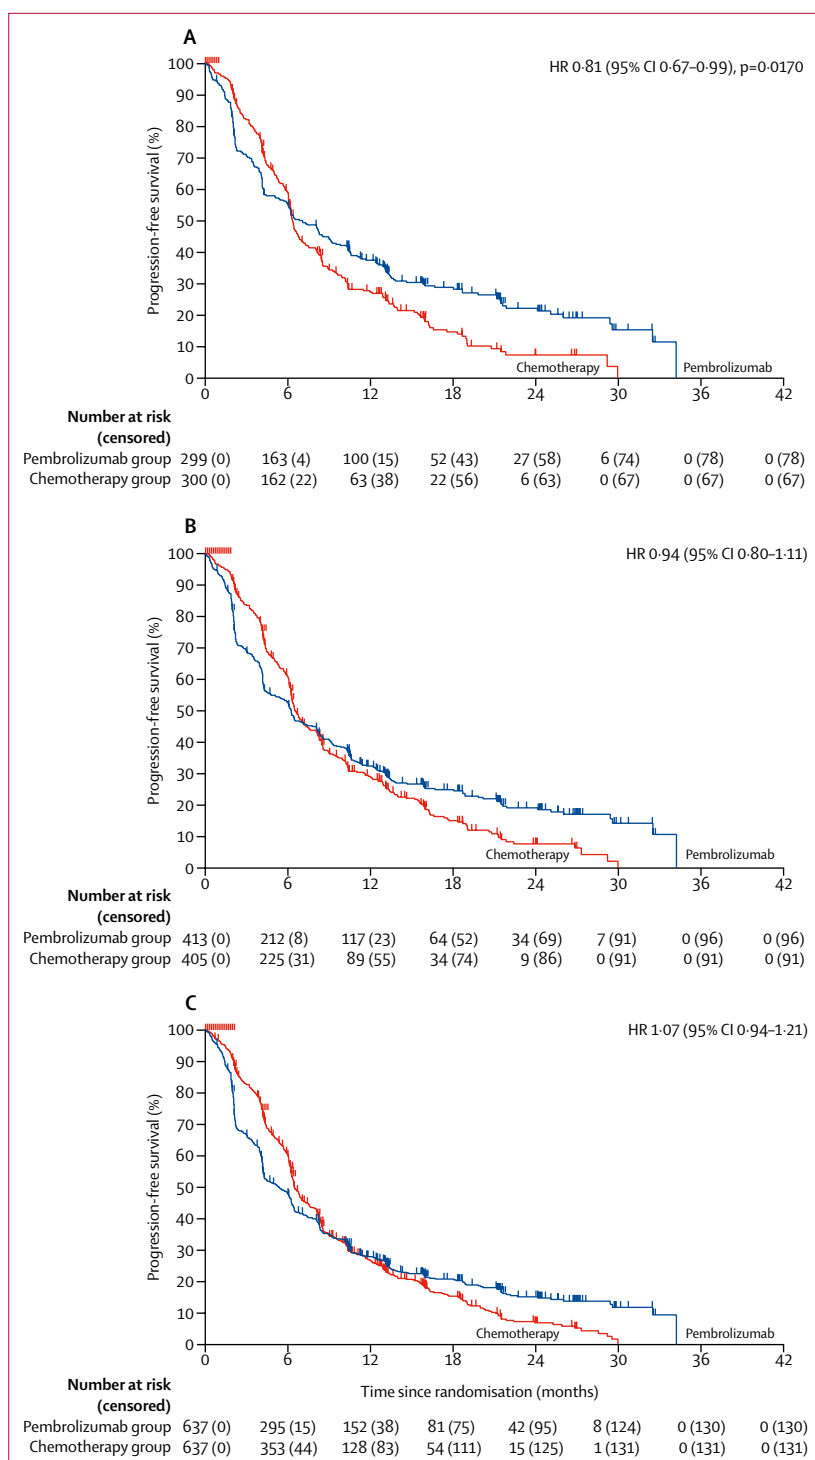 A
HR 0·81 (95% CI 0·67–0·99), p=0·0170
100
90
80
70
60
50
40
30
20
10
0
Progression-free survival (%)
Chemotherapy
Pembrolizumab
0 6 12 18 24 30 36 42
Number at risk
(censored)
Pembrolizumab group 299 (0) 163 (4) 100 (15) 52 (43) 27 (58) 6 (74) 0 (78) 0 (78)
Chemotherapy group 300 (0) 162 (22) 63 (38) 22 (56) 6 (63) 0 (67) 0 (67) 0 (67)
B
HR 0·94 (95% CI 0·80–1·11)
100
90
80
70
60
50
40
30
20
10
0
Progression-free survival (%)
Chemotherapy
Pembrolizumab
0 6 12 18 24 30 36 42
Number at risk
(censored)
Pembrolizumab group 413 (0) 212 (8) 117 (23) 64 (52) 34 (69) 7 (91) 0 (96) 0 (96)
Chemotherapy group 405 (0) 225 (31) 89 (55) 34 (74) 9 (86) 0 (91) 0 (91) 0 (91)
C
HR 1·07 (95% CI 0·94–1·21)
100
90
80
70
60
50
40
30
20
10
0
Progression-free survival (%)
Chemotherapy
Pembrolizumab
0 6 12 18 24 30 36 42
Time since randomisation (months)
Number at risk
(censored)
Pembrolizumab group 637 (0) 295 (15) 152 (38) 81 (75) 42 (95) 8 (124) 0 (130) 0 (130)
Chemotherapy group 637 (0) 353 (44) 128 (83) 54 (111) 15 (125) 1 (131) 0 (131) 0 (131)